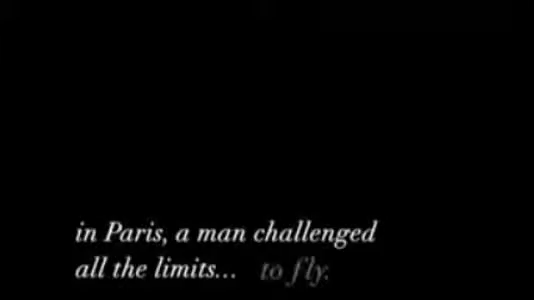 in Paris, a man challenged
all the limits... to fly.